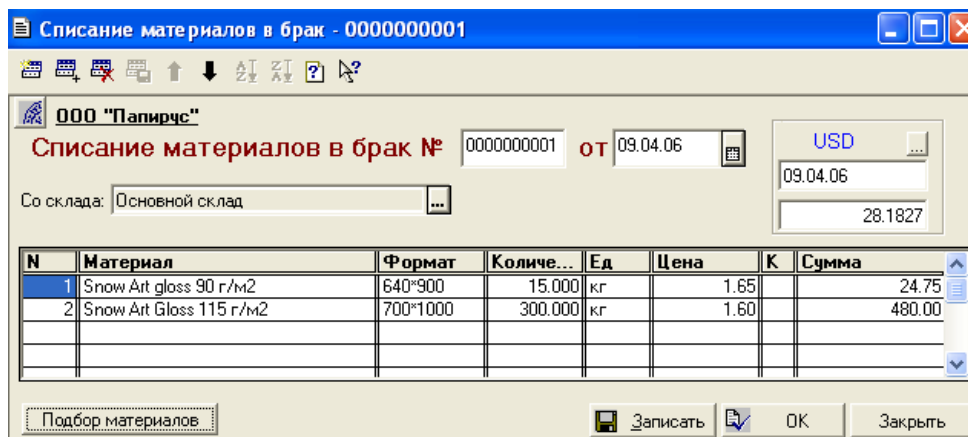 Списание материалов в брак - 0000000001
ООО "Папирус"
Списание материалов в брак № 0000000001 от 09.04.06
USD ...
09.04.06
28.1827
Со склада: Основной склад ...
N Материал Формат Количе... Ед Цена К Сумма
1 Snow Art gloss 90 г/м2 640*900 15.000 кг 1.65 24.75
2 Snow Art Gloss 115 г/м2 700*1000 300.000 кг 1.60 480.00
Подбор материалов Записать OK Закрыть